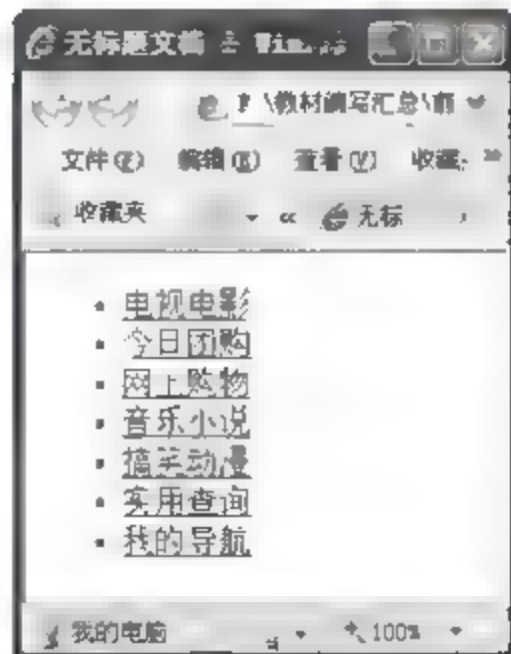 无标题文档
\教材编写汇总\
文件(F) 编辑(E) 查看(V) 收藏
收藏夹 « 无标
电视电影
今日团购
网上购物
音乐小说
搞笑动漫
实用查询
我的导航
我的电脑 100%